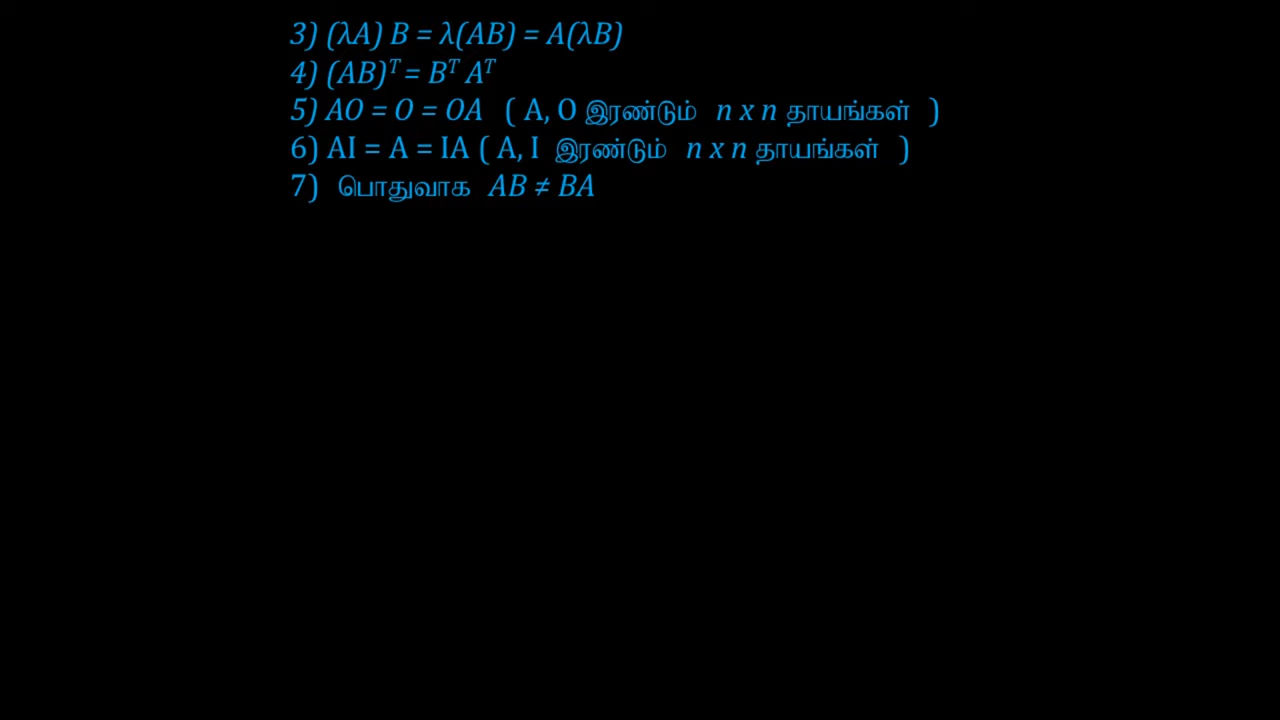 3) (λA) B = λ(AB) = A(λB)
4) (AB)ᵀ = Bᵀ Aᵀ
5) AO = O = OA ( A, O இரண்டும் n x n தாயங்கள் )
6) AI = A = IA ( A, I இரண்டும் n x n தாயங்கள் )
7) பொதுவாக AB ≠ BA